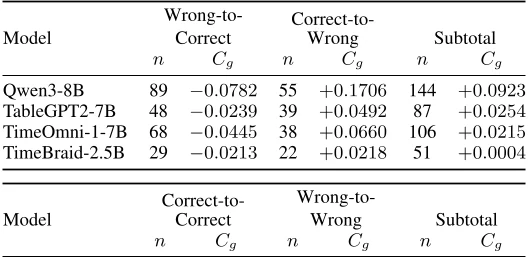 Wrong-to- Correct-to-
Model Correct Wrong Subtotal
n C_g n C_g n C_g
Qwen3-8B 89 −0.0782 55 +0.1706 144 +0.0923
TableGPT2-7B 48 −0.0239 39 +0.0492 87 +0.0254
TimeOmni-1-7B 68 −0.0445 38 +0.0660 106 +0.0215
TimeBraid-2.5B 29 −0.0213 22 +0.0218 51 +0.0004
Correct-to- Wrong-to-
Model Correct Wrong Subtotal
n C_g n C_g n C_g